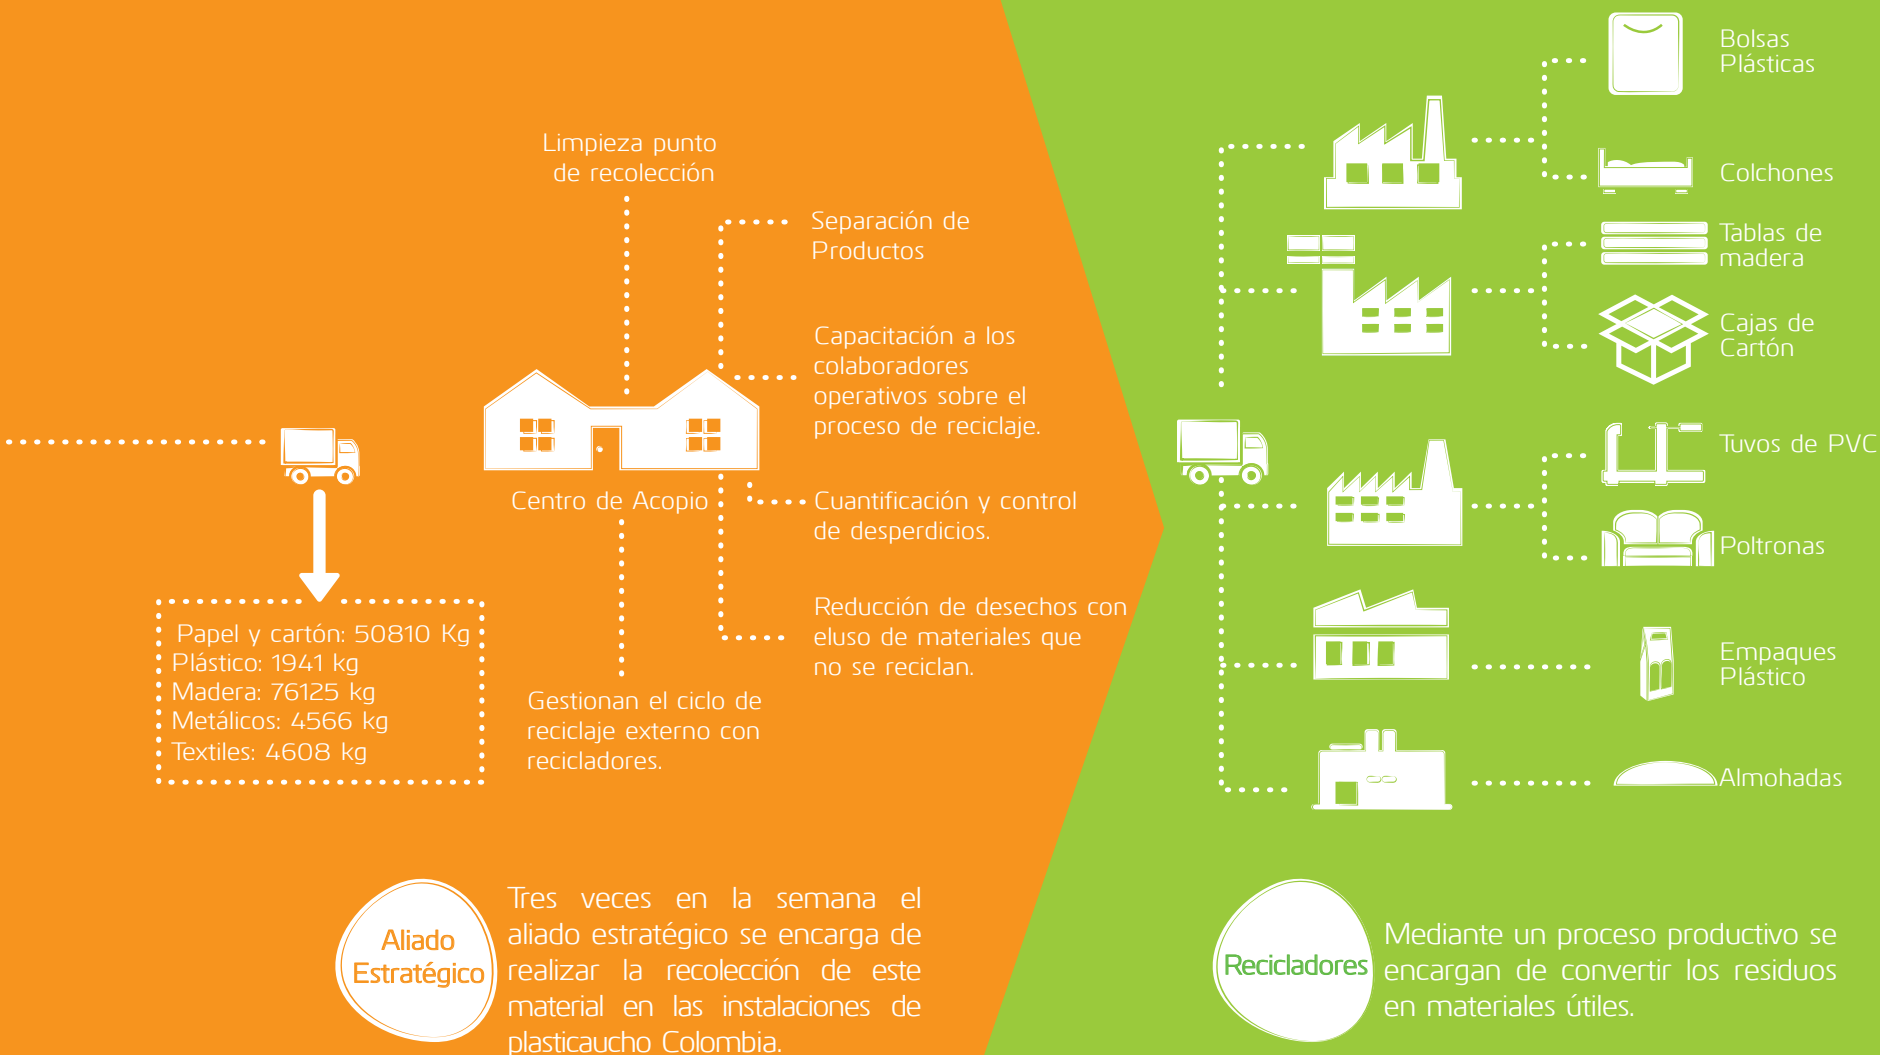 Limpieza punto
de recolección
Separación de
Productos
Capacitación a los
colaboradores
operativos sobre el
proceso de reciclaje.
Centro de Acopio
Cuantificación y control
de desperdicios.
Reducción de desechos con
eluso de materiales que
no se reciclan.
Gestionan el ciclo de
reciclaje externo con
recicladores.
Papel y cartón: 50810 Kg
Plástico: 1941 kg
Madera: 76125 kg
Metálicos: 4566 kg
Textiles: 4608 kg
Aliado
Estratégico
Tres veces en la semana el
aliado estratégico se encarga de
realizar la recolección de este
material en las instalaciones de
plasticaucho Colombia.
Bolsas
Plásticas
Colchones
Tablas de
madera
Cajas de
Cartón
Tuvos de PVC
Poltronas
Empaques
Plástico
Almohadas
Recicladores
Mediante un proceso productivo se
encargan de convertir los residuos
en materiales útiles.